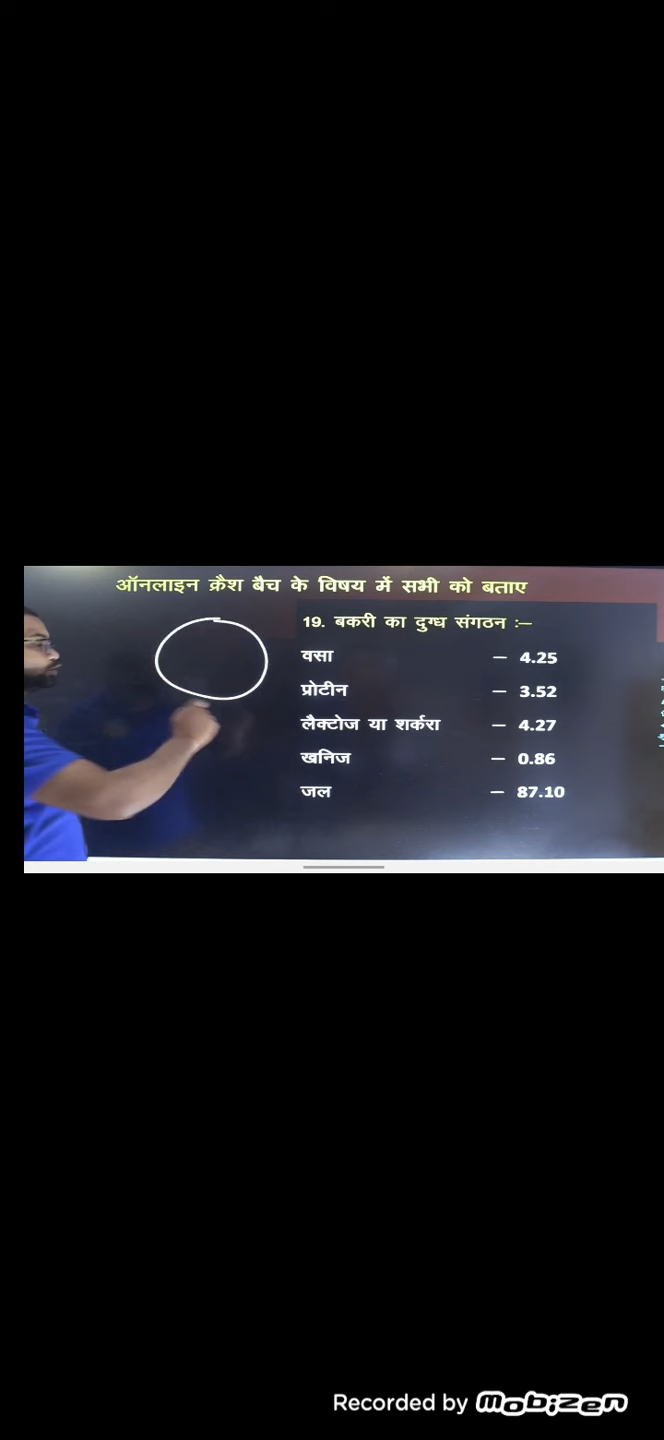 ऑनलाइन क्रैश बैच के विषय में सभी को बताए
19. बकरी का दुग्ध संगठन :—
वसा — 4.25
प्रोटीन — 3.52
लैक्टोज या शर्करा — 4.27
खनिज — 0.86
जल — 87.10
Recorded by mobizen